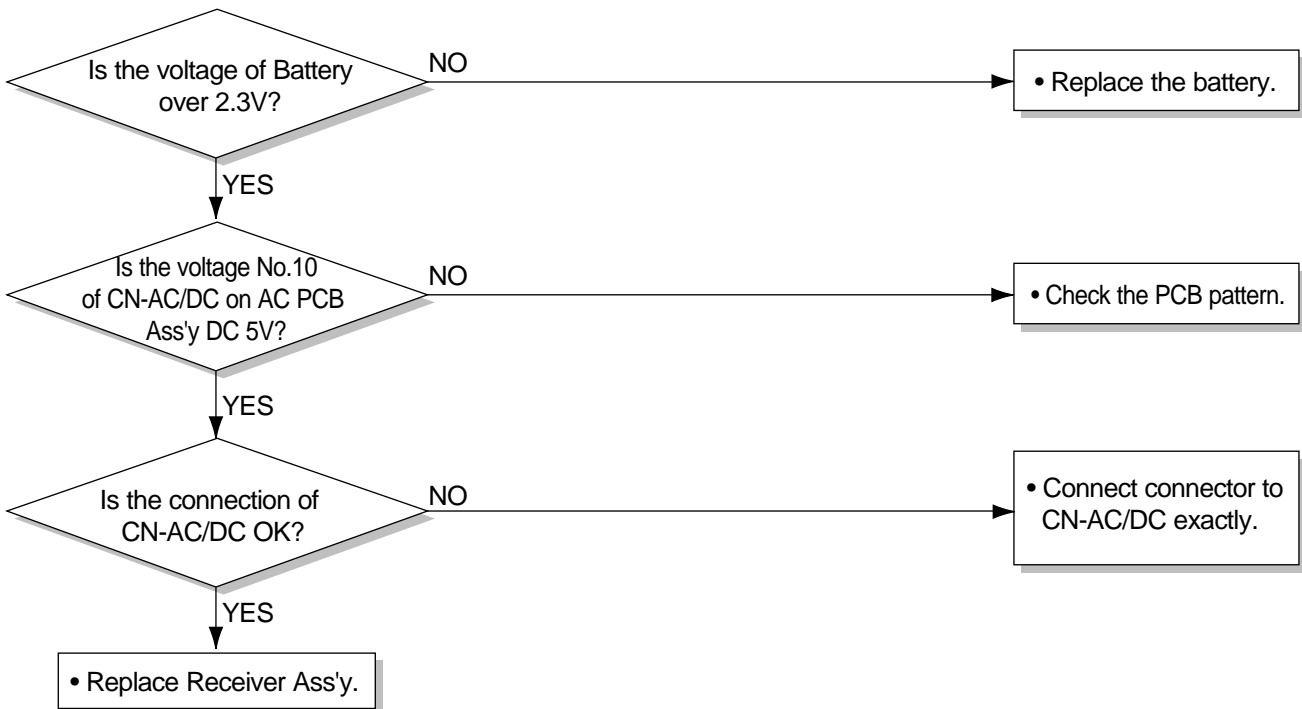 Is the voltage of Battery
over 2.3V?
NO
• Replace the battery.
YES
Is the voltage No.10
of CN-AC/DC on AC PCB
Ass'y DC 5V?
NO
• Check the PCB pattern.
YES
Is the connection of
CN-AC/DC OK?
NO
• Connect connector to
CN-AC/DC exactly.
YES
• Replace Receiver Ass'y.